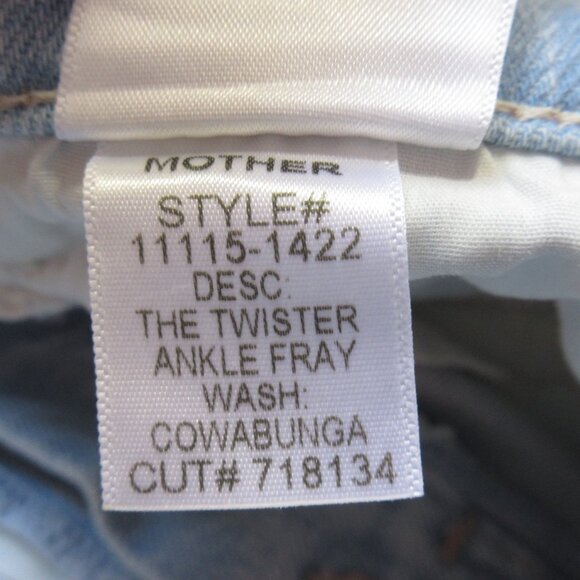 MOTHER
STYLE#
11115-1422
DESC:
THE TWISTER
ANKLE FRAY
WASH:
COWABUNGA
CUT# 718134